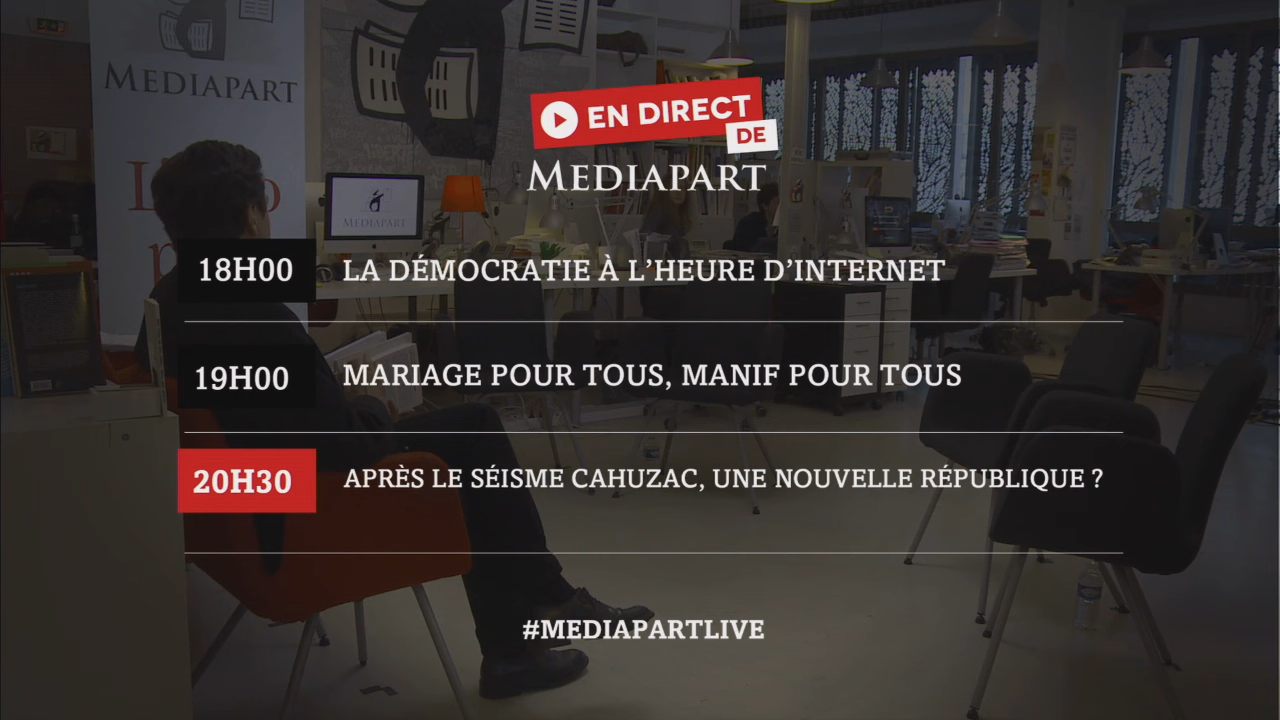 MEDIAPART
EN DIRECT
DE
MEDIAPART
MEDIAPART
18H00 LA DÉMOCRATIE À L’HEURE D’INTERNET
19H00 MARIAGE POUR TOUS, MANIF POUR TOUS
20H30 APRÈS LE SÉISME CAHUZAC, UNE NOUVELLE RÉPUBLIQUE ?
#MEDIAPARTLIVE